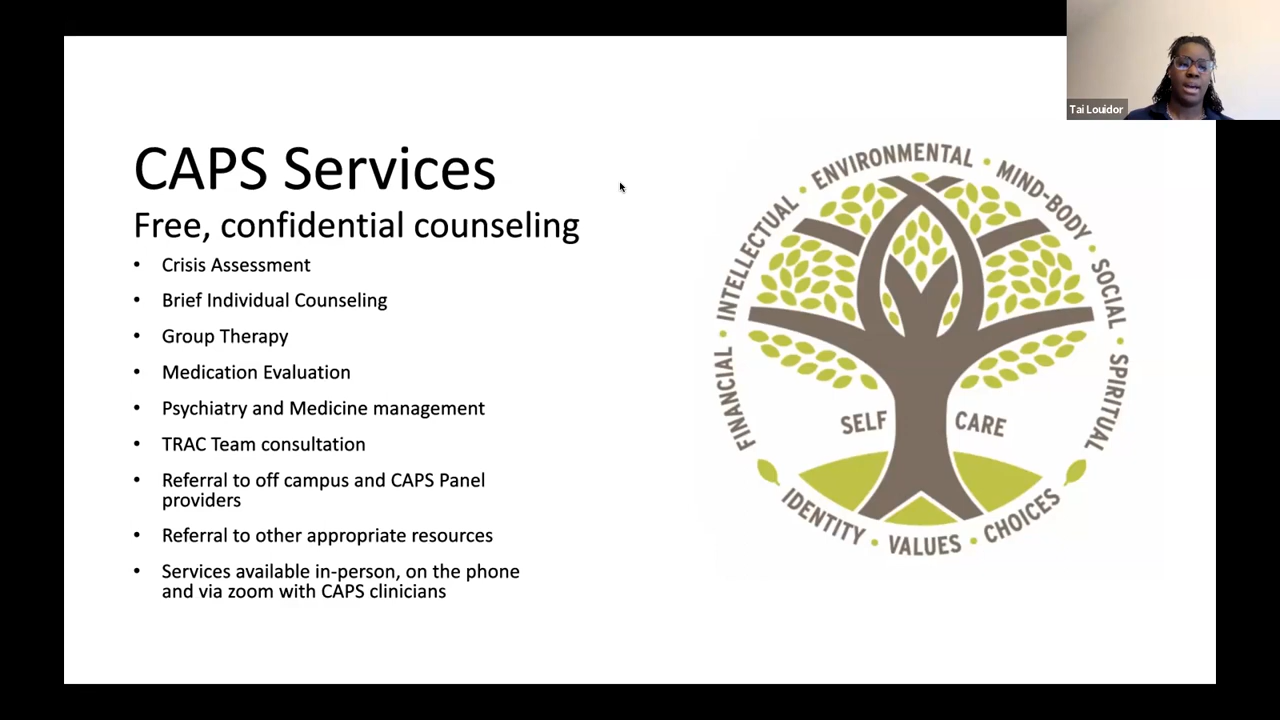 Tai Louidor
CAPS Services
Free, confidential counseling
• Crisis Assessment
• Brief Individual Counseling
• Group Therapy
• Medication Evaluation
• Psychiatry and Medicine management
• TRAC Team consultation
• Referral to off campus and CAPS Panel
providers
• Referral to other appropriate resources
• Services available in-person, on the phone
and via zoom with CAPS clinicians
FINANCIAL • INTELLECTUAL • ENVIRONMENTAL • MIND-BODY • SOCIAL • SPIRITUAL
SELF CARE
IDENTITY • VALUES • CHOICES